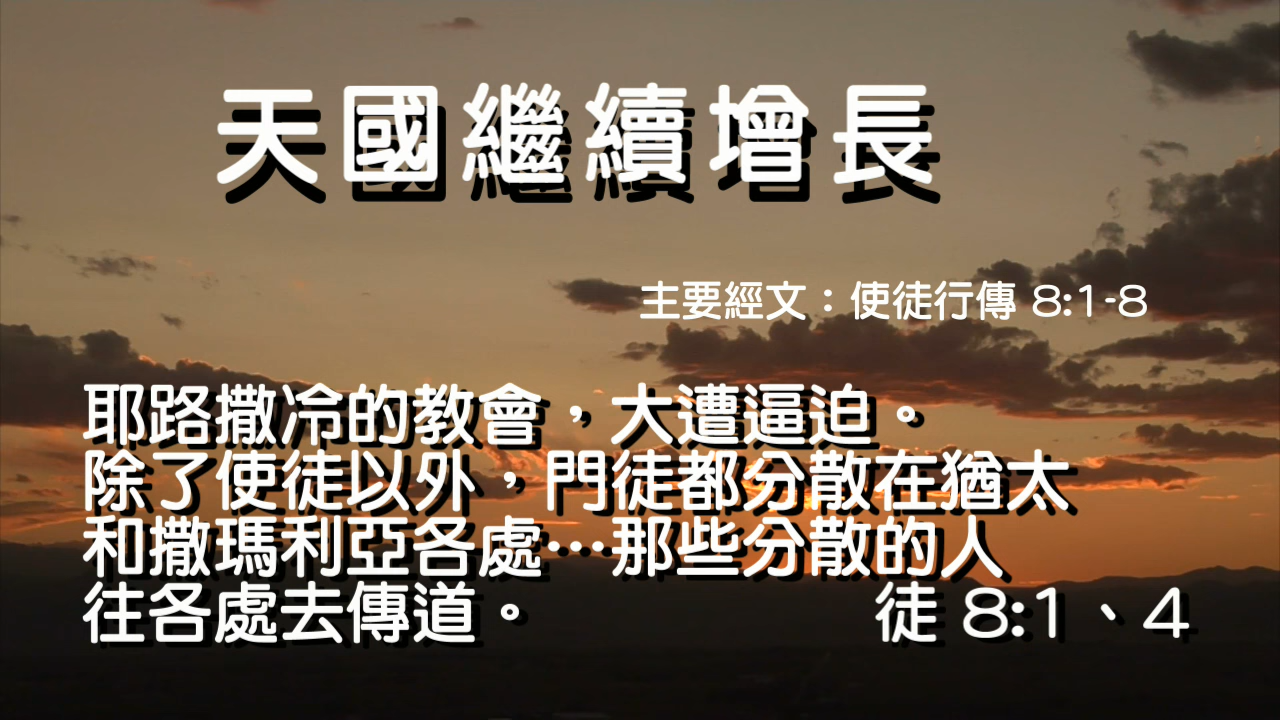 天國繼續增長
主要經文：使徒行傳 8:1-8
耶路撒冷的教會，大遭逼迫。
除了使徒以外，門徒都分散在猶太
和撒瑪利亞各處…那些分散的人
往各處去傳道。 徒 8:1、4